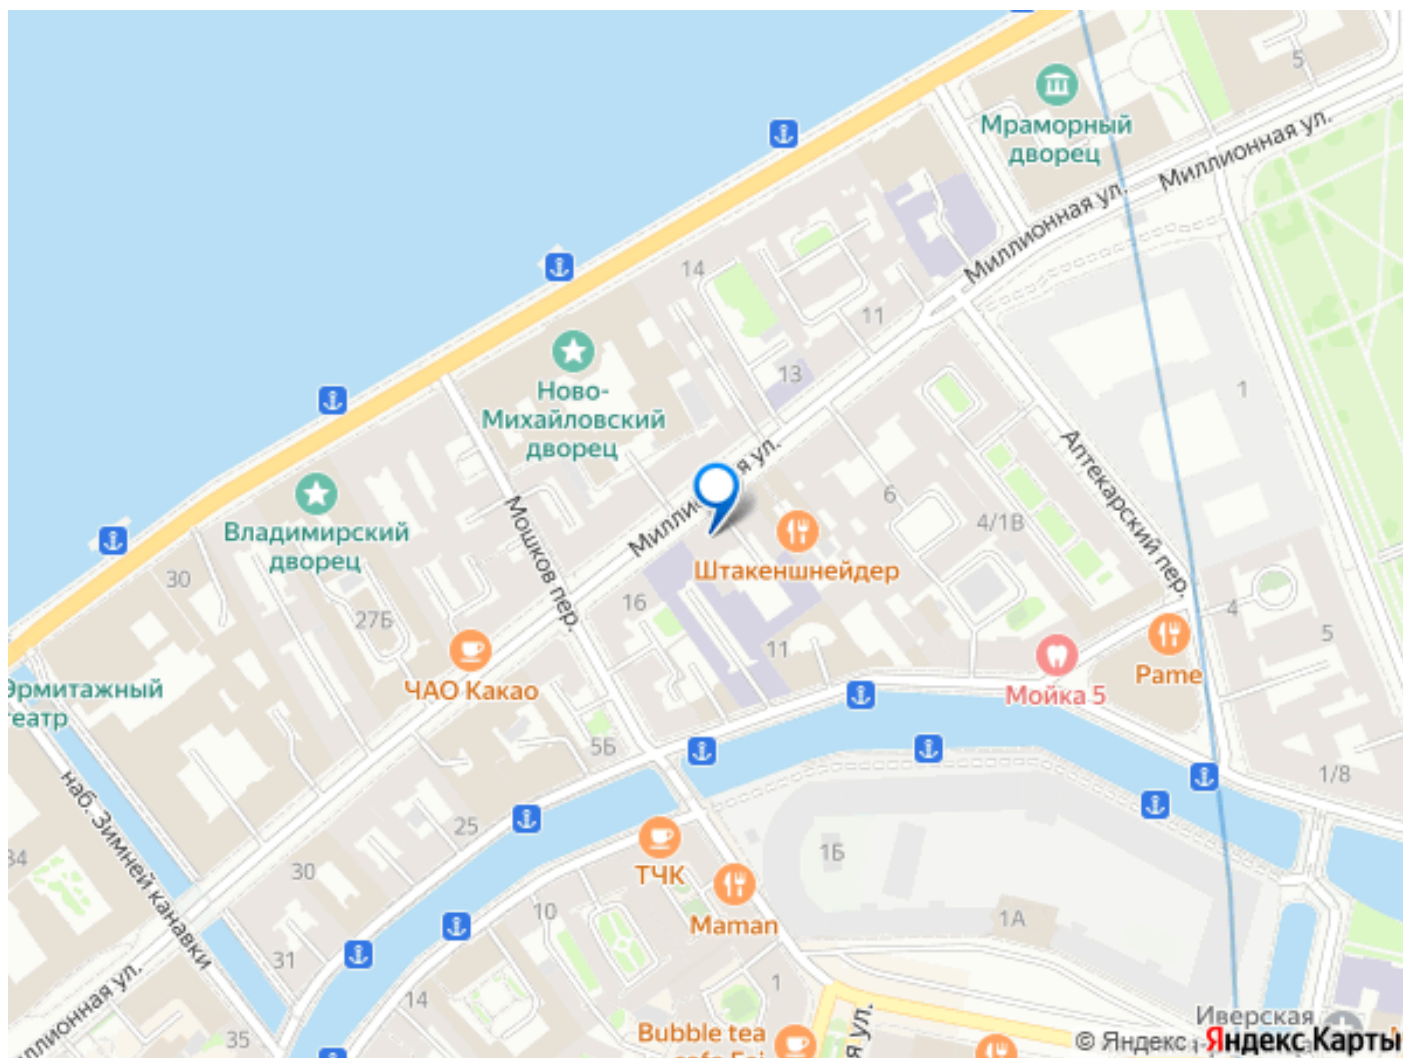 5
Мраморный
дворец
Миллионная ул.
Миллионная ул.
14
11
13
Ново-
Михайловский
дворец
1
Аптекарский пер.
Владимирский
дворец
Мошков пер.
6
4/1В
Штакеншнейдер
30
27Б
16
11
4
5
ЧАО Какао
Pame
Мойка 5
Эрмитажный
театр
5Б
1/8
наб. Зимней канавки
25
34
30
ТЧК
1Б
10
Maman
1А
31
14
1
Миллионная ул.
35
Bubble tea
я ул.
Иверская
© Яндекс
Яндекс Карты